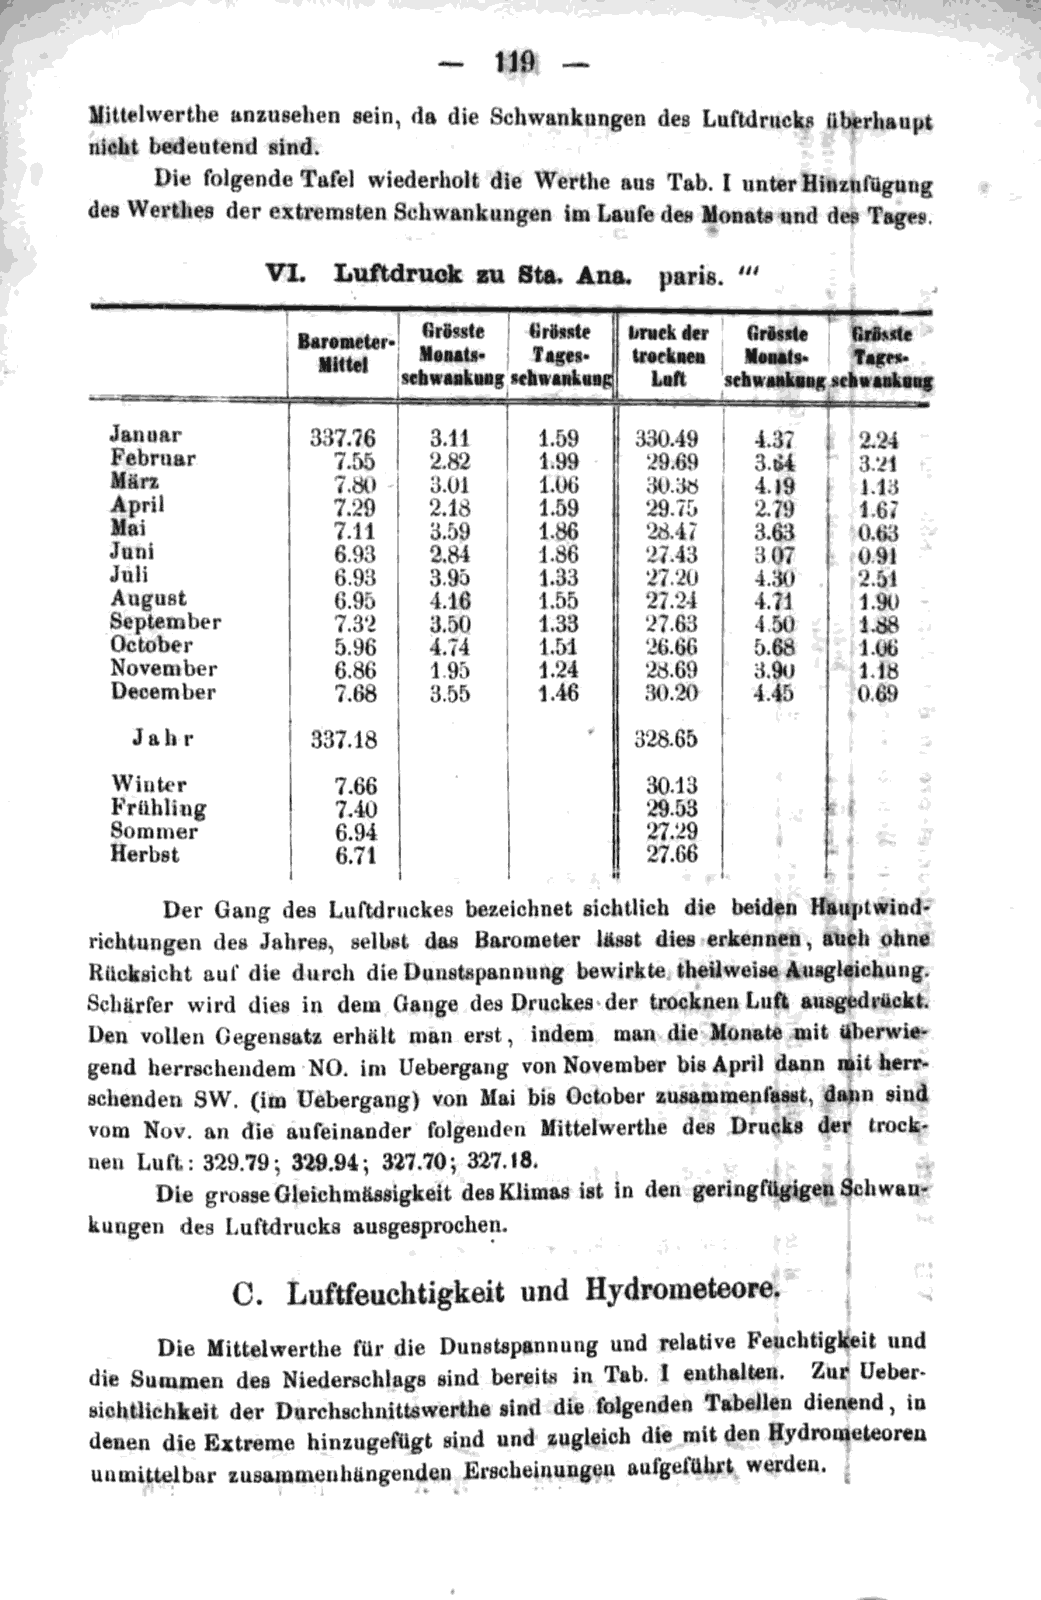 — 119 —
Mittelwerthe anzusehen sein, da die Schwankungen des Luftdrucks überhaupt
nicht bedeutend sind.
Die folgende Tafel wiederholt die Werthe aus Tab. I unter Hinzufügung
des Werthes der extremsten Schwankungen im Laufe des Monats und des Tages.
VI. Luftdruck zu Sta. Ana. paris. '''
Barometer-Mittel Grösste Monats-schwankung Grösste Tages-schwankung Druck der trocknen Luft Grösste Monats-schwankung Grösste Tages-schwankung
Januar 337.76 3.11 1.59 330.49 4.37 2.24
Februar 7.55 2.82 1.99 29.69 3.64 3.21
März 7.80 3.01 1.06 30.38 4.19 1.13
April 7.29 2.18 1.59 29.75 2.79 1.67
Mai 7.11 3.59 1.86 28.47 3.63 0.63
Juni 6.93 2.84 1.86 27.43 3 07 0.91
Juli 6.93 3.95 1.33 27.20 4.30 2.51
August 6.95 4.16 1.55 27.24 4.71 1.90
September 7.32 3.50 1.33 27.63 4.50 1.88
October 5.96 4.74 1.51 26.66 5.68 1.06
November 6.86 1.95 1.24 28.69 3.90 1.18
December 7.68 3.55 1.46 30.20 4.45 0.69
Jahr 337.18 328.65
Winter 7.66 30.13
Frühling 7.40 29.53
Sommer 6.94 27.29
Herbst 6.71 27.66
Der Gang des Luftdruckes bezeichnet sichtlich die beiden Hauptwind-
richtungen des Jahres, selbst das Barometer lässt dies erkennen, auch ohne
Rücksicht auf die durch die Dunstspannung bewirkte theilweise Ausgleichung.
Schärfer wird dies in dem Gange des Druckes der trocknen Luft ausgedrückt.
Den vollen Gegensatz erhält man erst, indem man die Monate mit überwie-
gend herrschendem NO. im Uebergang von November bis April dann mit herr-
schenden SW. (im Uebergang) von Mai bis October zusammenfasst, dann sind
vom Nov. an die aufeinander folgenden Mittelwerthe des Drucks der trock-
nen Luft: 329.79; 329.94; 327.70; 327.18.
Die grosse Gleichmässigkeit des Klimas ist in den geringfügigen Schwan-
kungen des Luftdrucks ausgesprochen.
C. Luftfeuchtigkeit und Hydrometeore.
Die Mittelwerthe für die Dunstspannung und relative Feuchtigkeit und
die Summen des Niederschlags sind bereits in Tab. I enthalten. Zur Ueber-
sichtlichkeit der Durchschnittswerthe sind die folgenden Tabellen dienend, in
denen die Extreme hinzugefügt sind und zugleich die mit den Hydrometeoren
unmittelbar zusammenhängenden Erscheinungen aufgeführt werden.